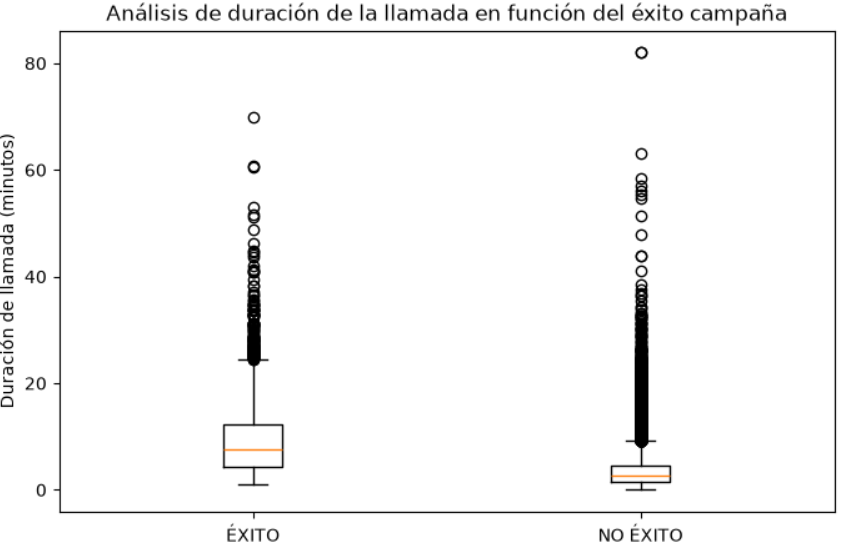 Análisis de duración de la llamada en función del éxito campaña
Duración de llamada (minutos)
80
60
40
20
0
ÉXITO
NO ÉXITO